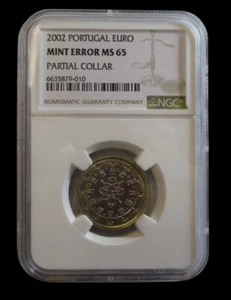 2002 PORTUGAL EURO
MINT ERROR MS 65
PARTIAL COLLAR
6635879-010
NUMISMATIC GUARANTY COMPANY
NGC